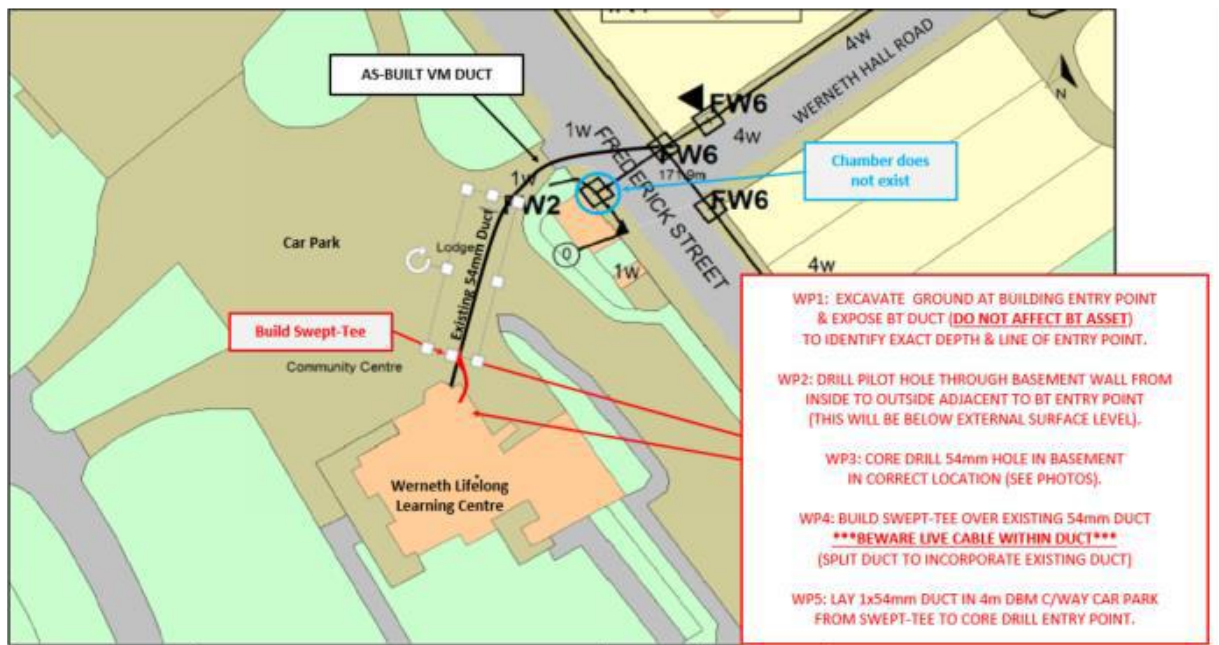 AS-BUILT VM DUCT
4w
WERNETH HALL ROAD
N
FW6
1w
4w
FREDERICK STREET
FW6
171.9m
Chamber does
not exist
1w
FW2
FW6
Car Park
Lodge
Existing 54mm Duct
0
1w
4w
Build Swept-Tee
Community Centre
Werneth Lifelong
Learning Centre
WP1: EXCAVATE GROUND AT BUILDING ENTRY POINT
& EXPOSE BT DUCT (DO NOT AFFECT BT ASSET)
TO IDENTIFY EXACT DEPTH & LINE OF ENTRY POINT.
WP2: DRILL PILOT HOLE THROUGH BASEMENT WALL FROM
INSIDE TO OUTSIDE ADJACENT TO BT ENTRY POINT
(THIS WILL BE BELOW EXTERNAL SURFACE LEVEL).
WP3: CORE DRILL 54mm HOLE IN BASEMENT
IN CORRECT LOCATION (SEE PHOTOS).
WP4: BUILD SWEPT-TEE OVER EXISTING 54mm DUCT
***BEWARE LIVE CABLE WITHIN DUCT***
(SPLIT DUCT TO INCORPORATE EXISTING DUCT)
WP5: LAY 1x54mm DUCT IN 4m DBM C/WAY CAR PARK
FROM SWEPT-TEE TO CORE DRILL ENTRY POINT.